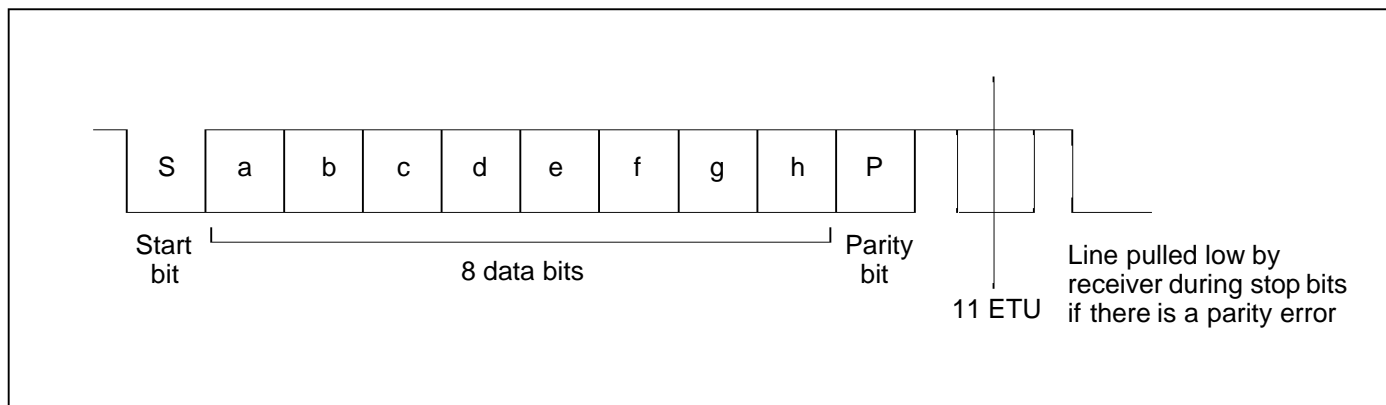 S a b c d e f g h P
Start
bit
8 data bits
Parity
bit
11 ETU
Line pulled low by
receiver during stop bits
if there is a parity error